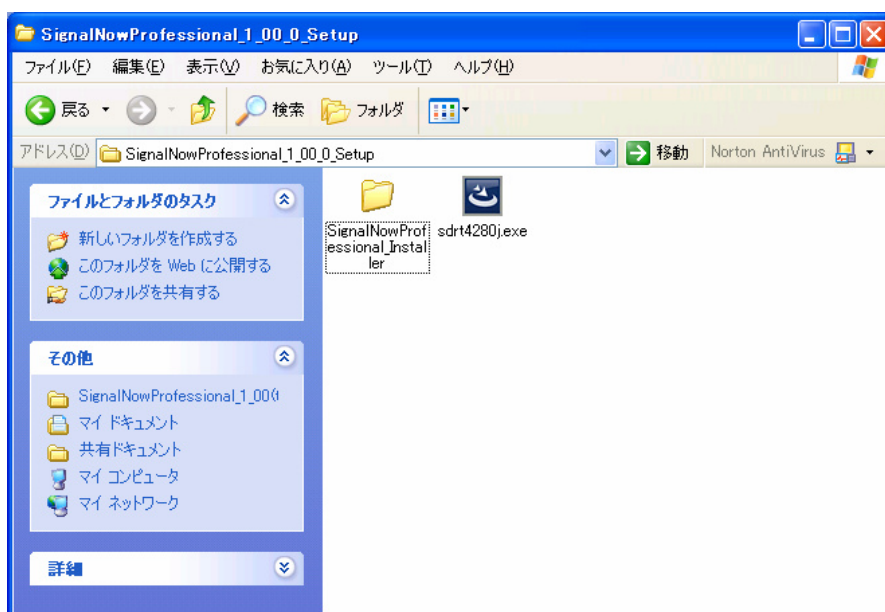 SignalNowProfessional_1_00_0_Setup
ファイル(F) 編集(E) 表示(V) お気に入り(A) ツール(T) ヘルプ(H)
戻る 検索 フォルダ
アドレス(D) SignalNowProfessional_1_00_0_Setup 移動 Norton AntiVirus
ファイルとフォルダのタスク
新しいフォルダを作成する
このフォルダを Web に公開する
このフォルダを共有する
その他
SignalNowProfessional_1_00(
マイ ドキュメント
共有ドキュメント
マイ コンピュータ
マイ ネットワーク
詳細
SignalNowProf
essional_Instal
ler
sdrt4280j.exe